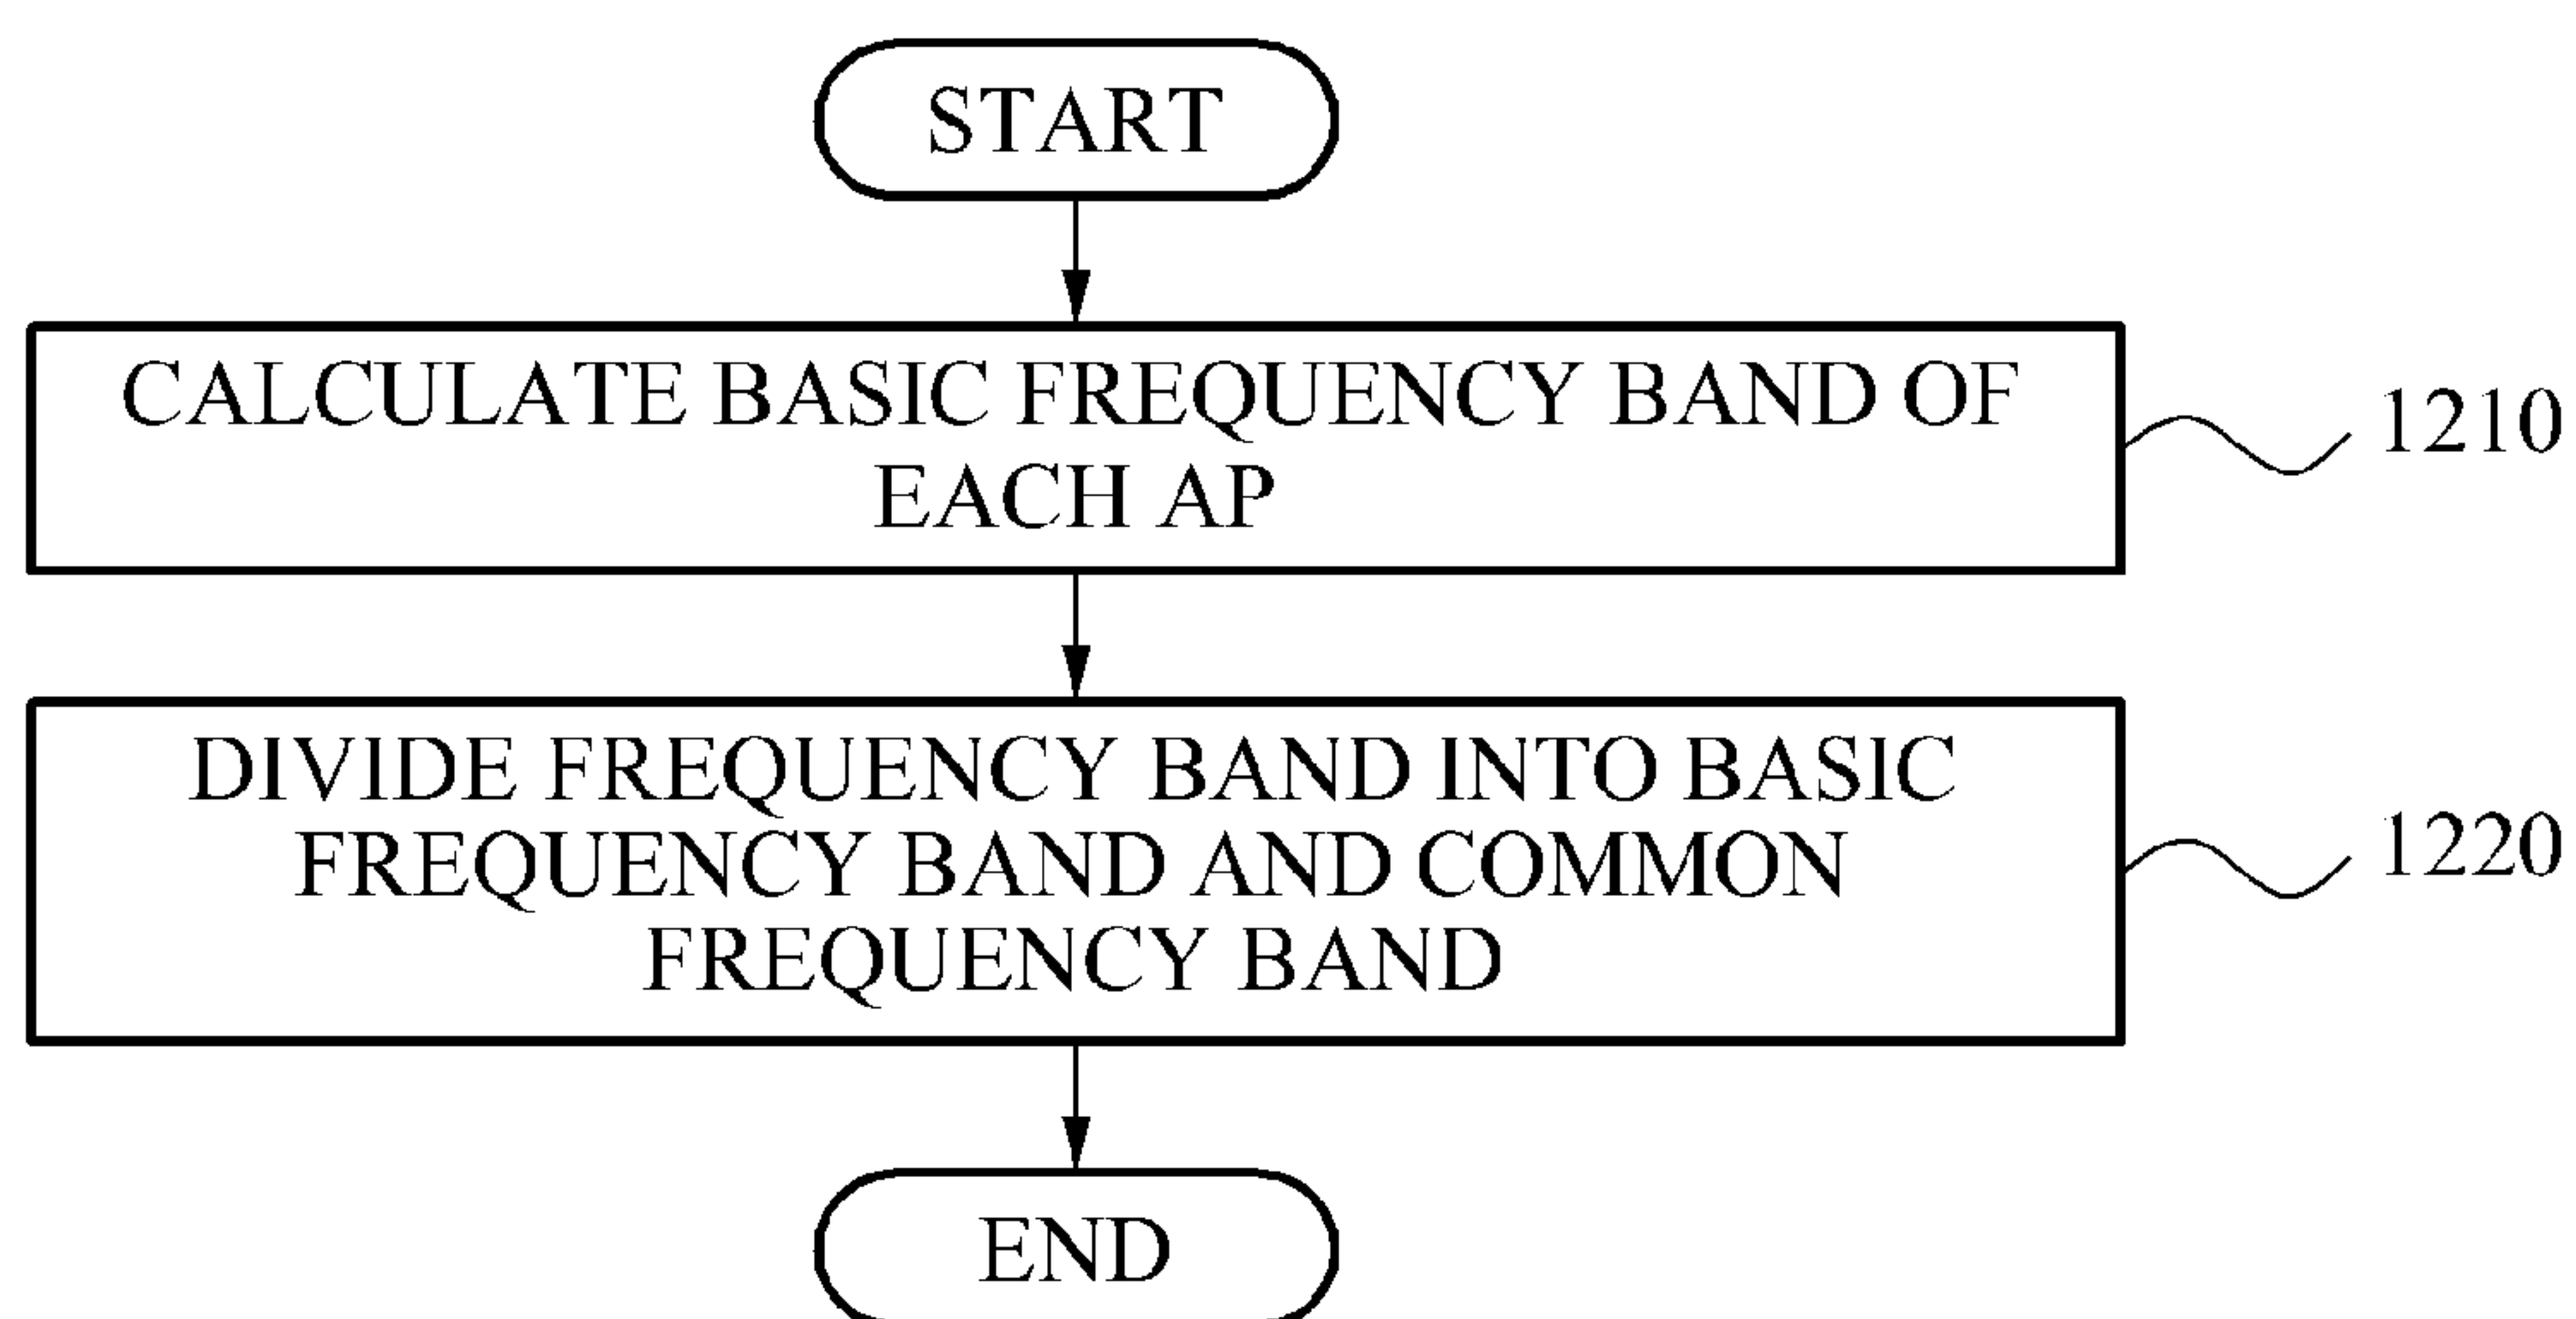 START
CALCULATE BASIC FREQUENCY BAND OF
EACH AP
1210
DIVIDE FREQUENCY BAND INTO BASIC
FREQUENCY BAND AND COMMON
FREQUENCY BAND
1220
END